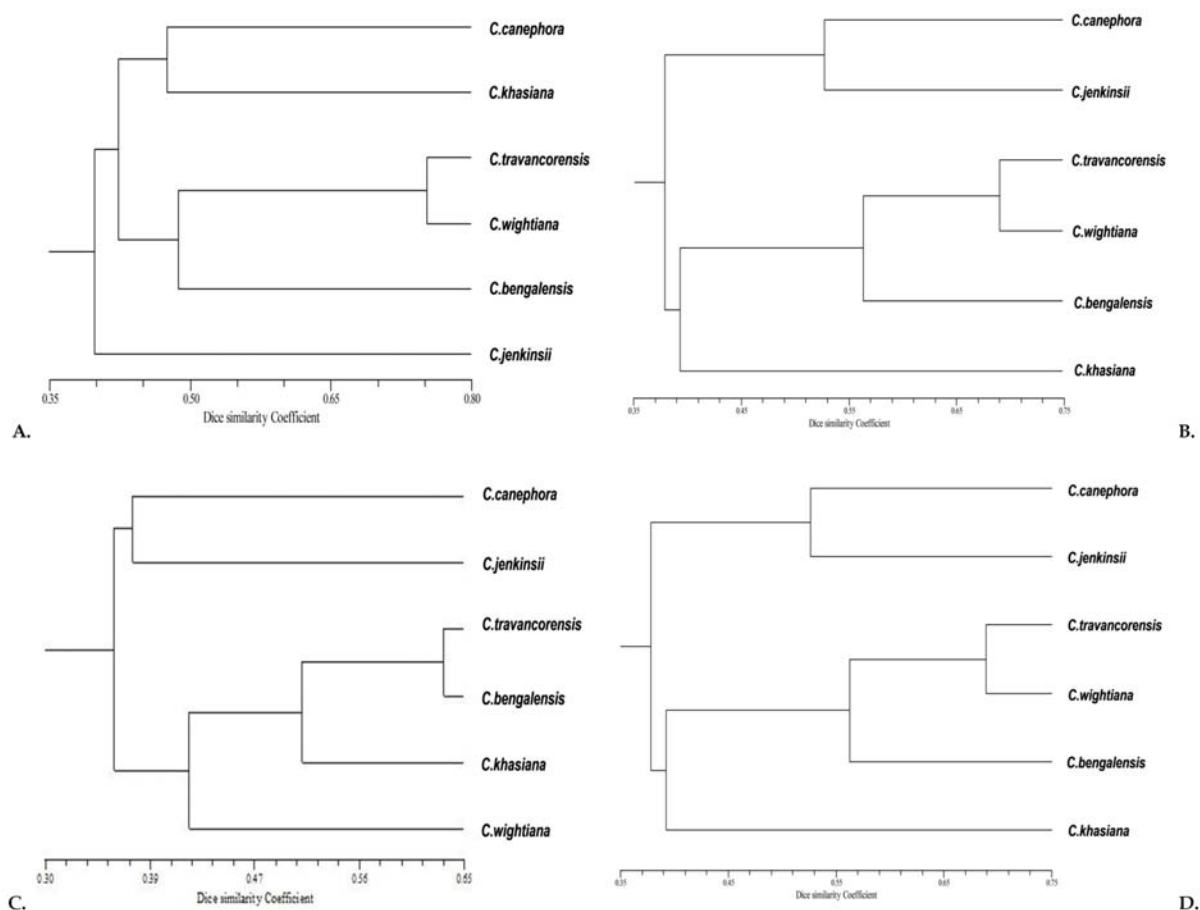 C.canephora
C.khasiana
C.travancorensis
C.wightiana
C.bengalensis
C.jenkinsii
0.35 0.50 0.65 0.80
Dice similarity Coefficient
A.
C.canephora
C.jenkinsii
C.travancorensis
C.wightiana
C.bengalensis
C.khasiana
0.35 0.45 0.55 0.65 0.75
Dice similarity Coefficient
B.
C.canephora
C.jenkinsii
C.travancorensis
C.bengalensis
C.khasiana
C.wightiana
0.30 0.39 0.47 0.56 0.65
Dice similarity Coefficient
C.
C.canephora
C.jenkinsii
C.travancorensis
C.wightiana
C.bengalensis
C.khasiana
0.35 0.45 0.55 0.65 0.75
Dice similarity Coefficient
D.